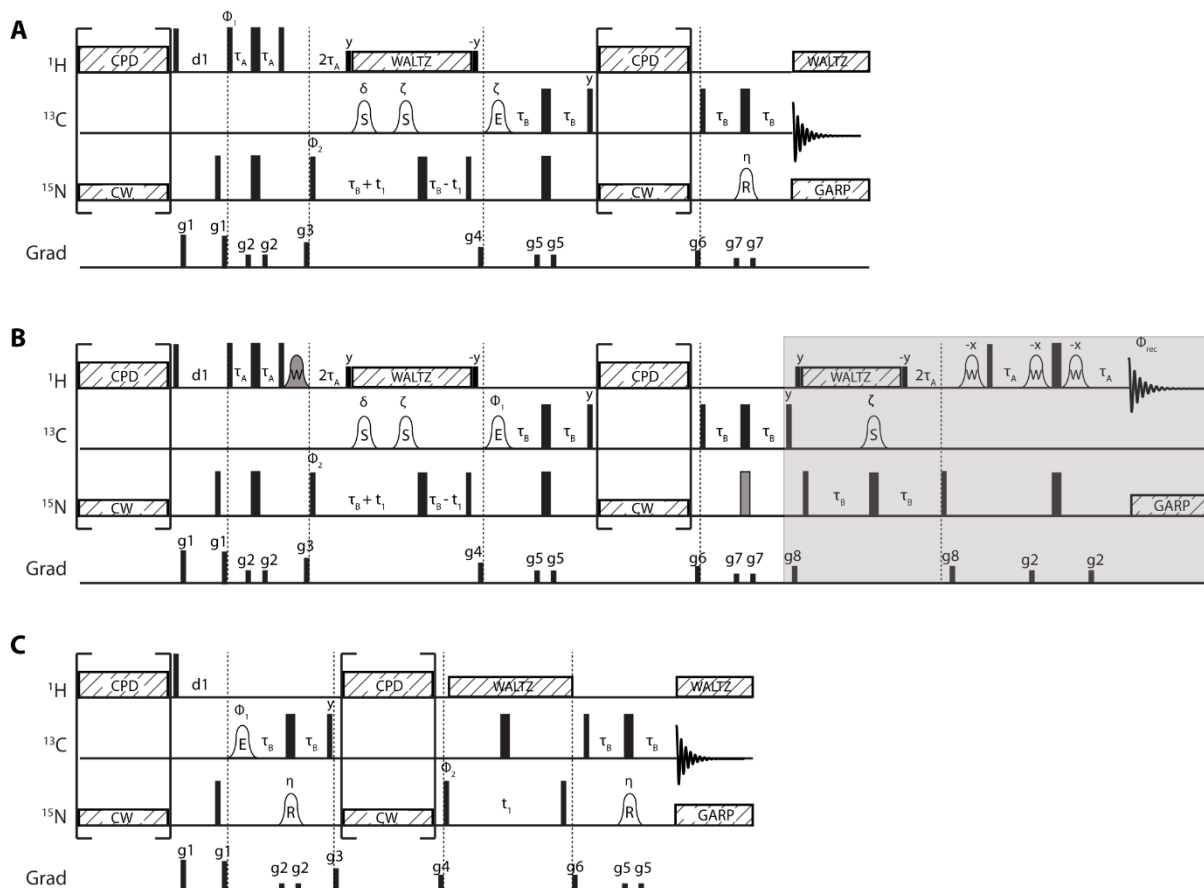 A
Φ1
y
-y
¹H
CPD
d1
τA
τA
2τA
WALTZ
CPD
WALTZ
δ
ζ
ζ
y
¹³C
S
S
E
τB
τB
τB
τB
Φ2
η
¹⁵N
CW
τB + t1
τB - t1
CW
R
GARP
Grad
g1
g1
g2
g2
g3
g4
g5
g5
g6
g7
g7
B
y
-y
y
-y
-x
-x
-x
Φrec
¹H
CPD
d1
τA
τA
W
2τA
WALTZ
CPD
WALTZ
2τA
W
τA
W
W
τA
δ
ζ
Φ1
y
y
ζ
¹³C
S
S
E
τB
τB
τB
τB
S
Φ2
¹⁵N
CW
τB + t1
τB - t1
CW
τB
τB
GARP
Grad
g1
g1
g2
g2
g3
g4
g5
g5
g6
g7
g7
g8
g8
g2
g2
C
¹H
CPD
d1
CPD
WALTZ
WALTZ
Φ1
y
¹³C
E
τB
τB
τB
τB
η
Φ2
η
¹⁵N
CW
R
CW
t1
R
GARP
Grad
g1
g1
g2
g2
g3
g4
g6
g5
g5